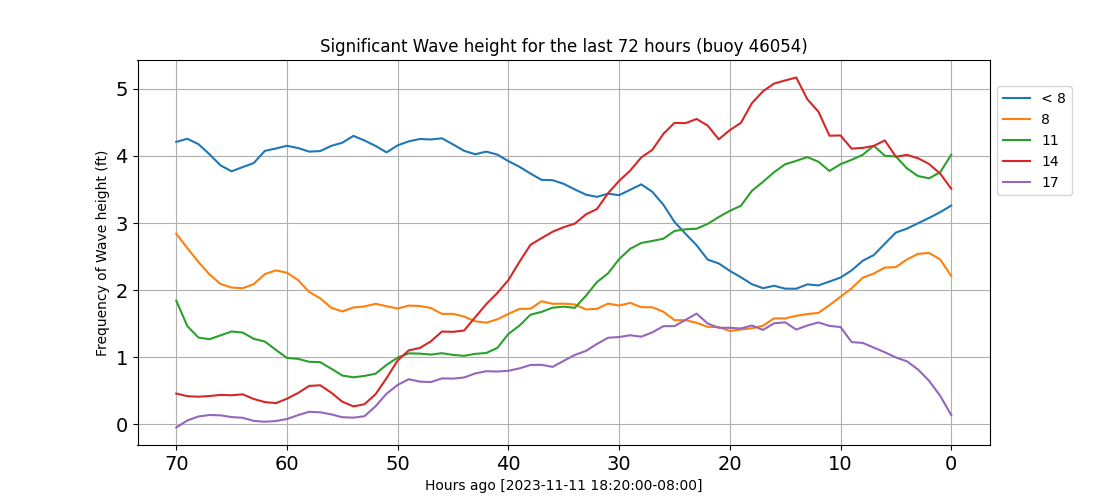 Significant Wave height for the last 72 hours (buoy 46054)
Frequency of Wave height (ft)
5
4
3
2
1
0
70 60 50 40 30 20 10 0
Hours ago [2023-11-11 18:20:00-08:00]
< 8
8
11
14
17